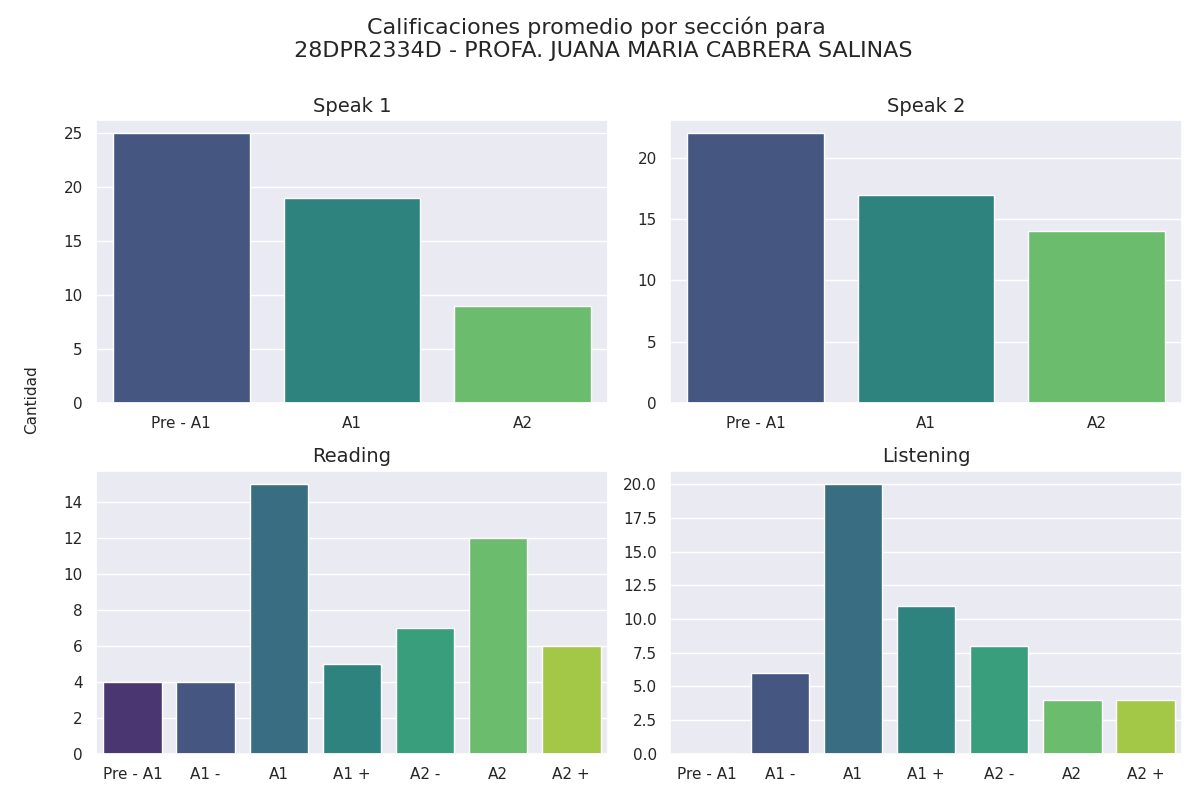 Calificaciones promedio por sección para
28DPR2334D - PROFA. JUANA MARIA CABRERA SALINAS
Cantidad
Speak 1
25
20
15
10
5
0
Pre - A1 A1 A2
Speak 2
20
15
10
5
0
Pre - A1 A1 A2
Reading
14
12
10
8
6
4
2
0
Pre - A1 A1 - A1 A1 + A2 - A2 A2 +
Listening
20.0
17.5
15.0
12.5
10.0
7.5
5.0
2.5
0.0
Pre - A1 A1 - A1 A1 + A2 - A2 A2 +